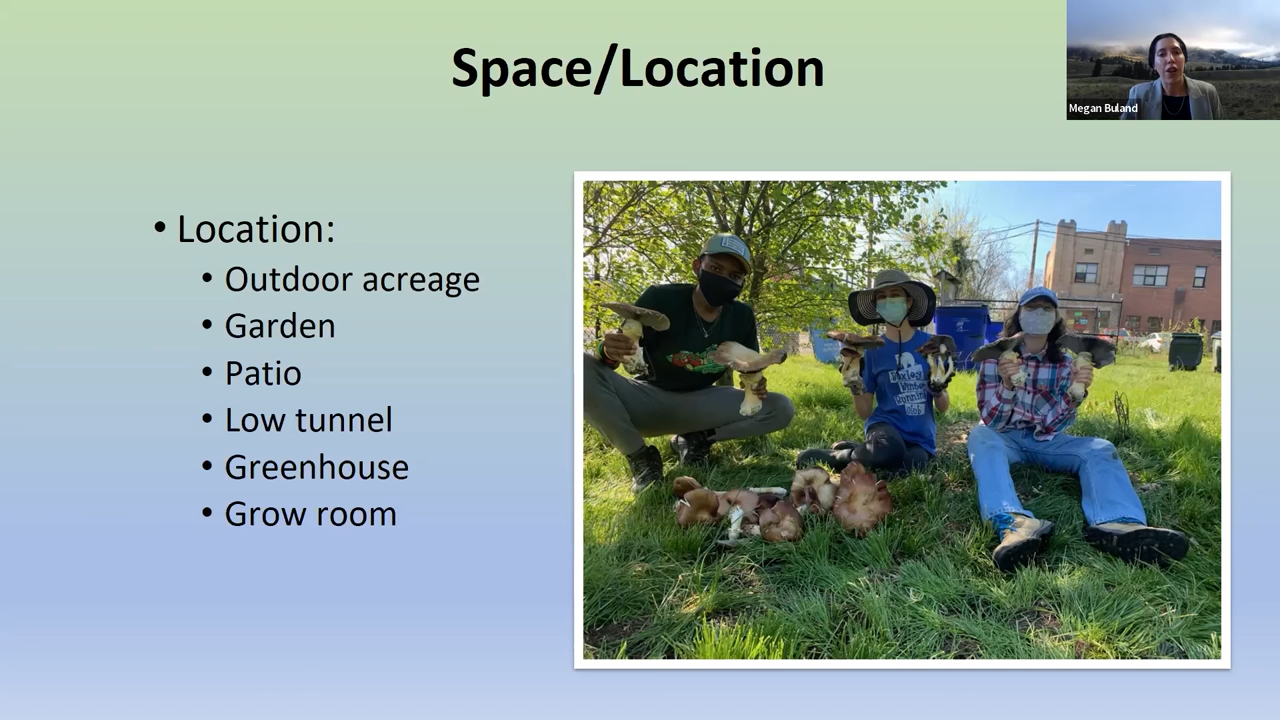 Space/Location
Megan Buland
• Location:
• Outdoor acreage
• Garden
• Patio
• Low tunnel
• Greenhouse
• Grow room